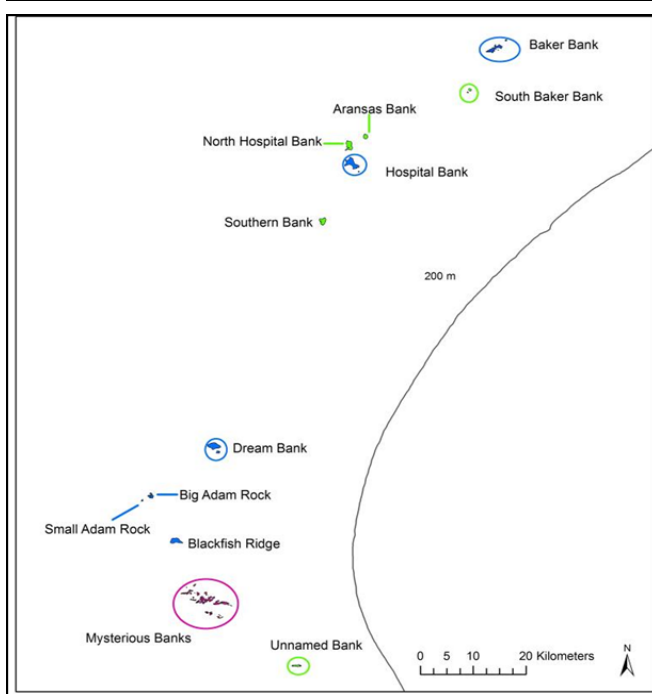 Baker Bank
South Baker Bank
Aransas Bank
North Hospital Bank
Hospital Bank
Southern Bank
200 m
Dream Bank
Big Adam Rock
Small Adam Rock
Blackfish Ridge
Mysterious Banks
Unnamed Bank
0 5 10 20 Kilometers
N